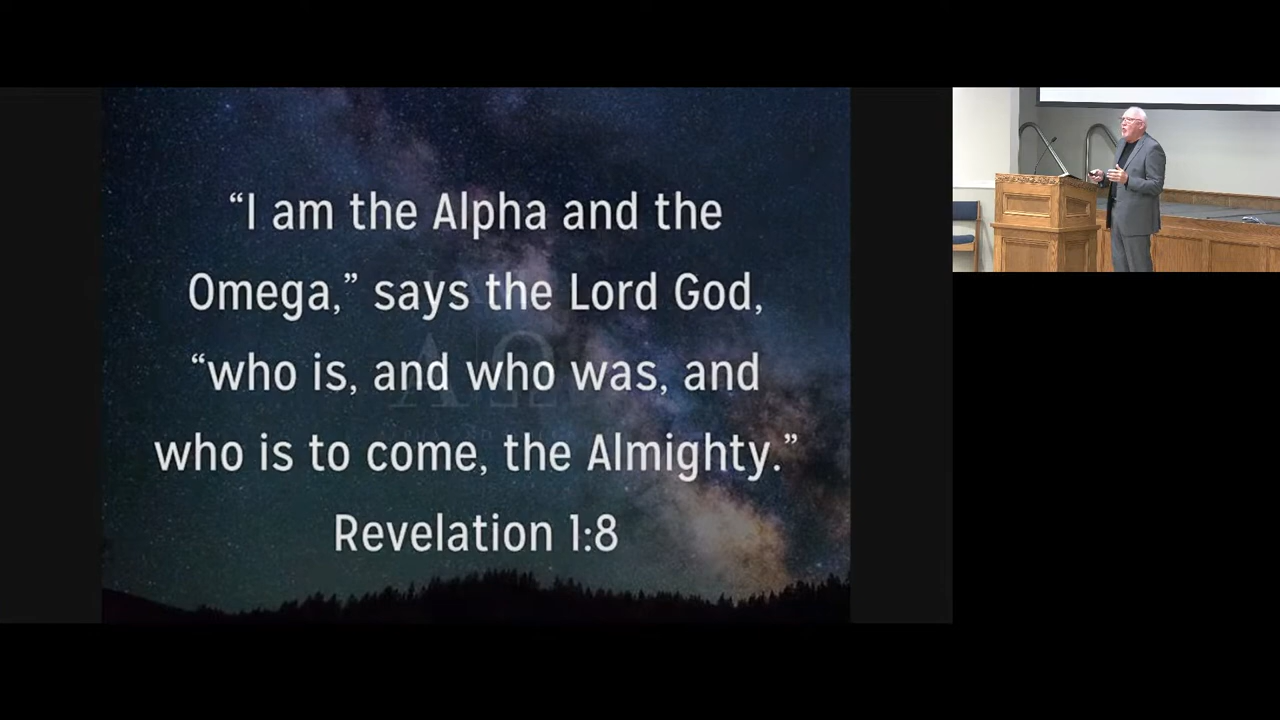 “I am the Alpha and the
Omega,” says the Lord God,
“who is, and who was, and
who is to come, the Almighty.”
Revelation 1:8
ΑΩ